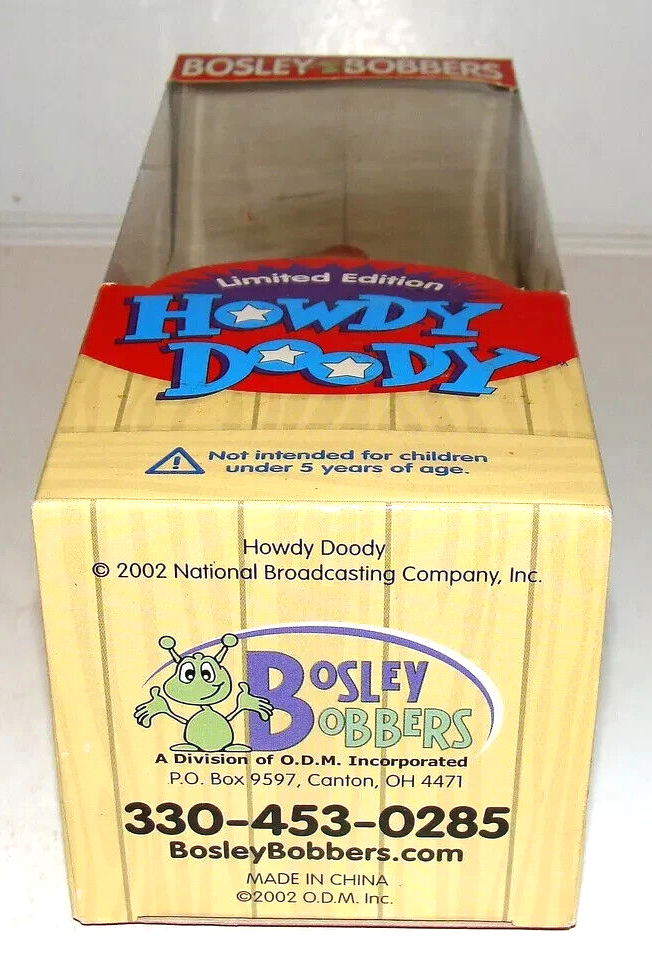 BOSLEY BOBBERS
Limited Edition
HOWDY
DOODY
Not intended for children
under 5 years of age.
Howdy Doody
© 2002 National Broadcasting Company, Inc.
BOSLEY
BOBBERS
A Division of O.D.M. Incorporated
P.O. Box 9597, Canton, OH 4471
330-453-0285
BosleyBobbers.com
MADE IN CHINA
©2002 O.D.M. Inc.